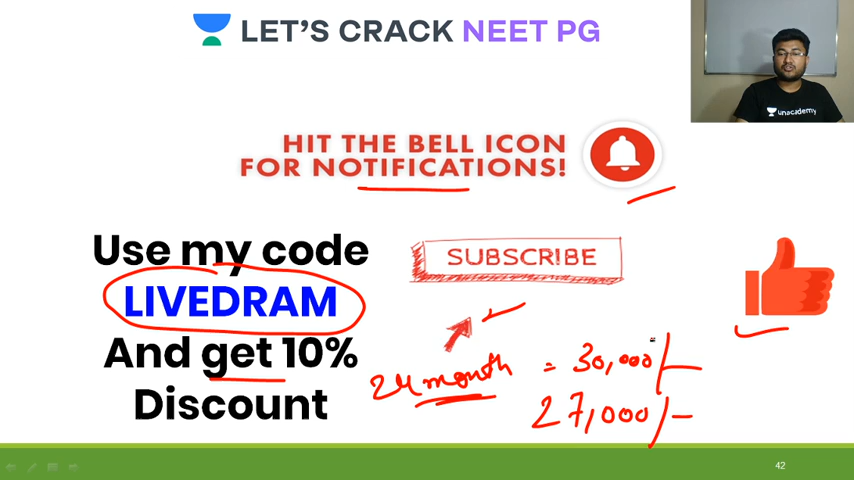 LET'S CRACK NEET PG
unacademy
HIT THE BELL ICON
FOR NOTIFICATIONS!
Use my code
LIVEDRAM
And get 10%
Discount
SUBSCRIBE
24 month = 30,000/-
27,000/-
42